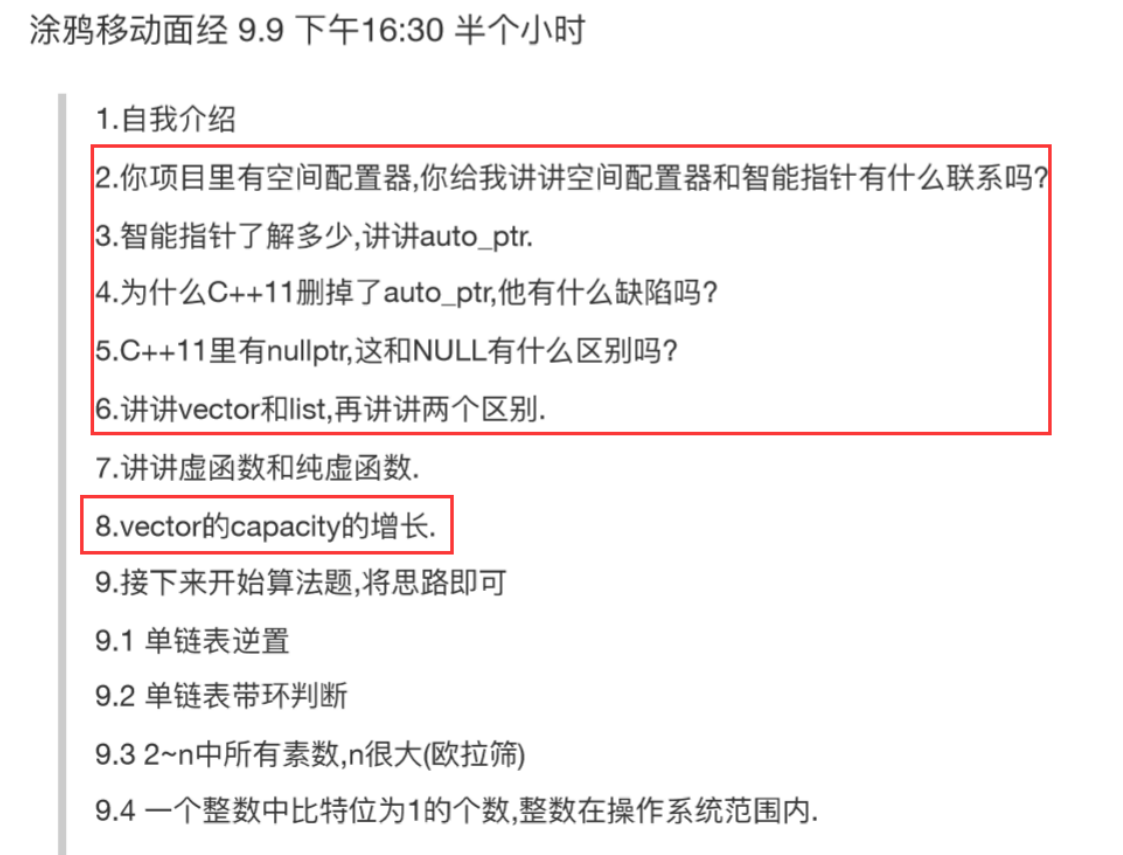 涂鸦移动面经 9.9 下午16:30 半个小时
1.自我介绍
2.你项目里有空间配置器,你给我讲讲空间配置器和智能指针有什么联系吗?
3.智能指针了解多少,讲讲auto_ptr.
4.为什么C++11删掉了auto_ptr,他有什么缺陷吗?
5.C++11里有nullptr,这和NULL有什么区别吗?
6.讲讲vector和list,再讲讲两个区别.
7.讲讲虚函数和纯虚函数.
8.vector的capacity的增长.
9.接下来开始算法题,将思路即可
9.1 单链表逆置
9.2 单链表带环判断
9.3 2~n中所有素数,n很大(欧拉筛)
9.4 一个整数中比特位为1的个数,整数在操作系统范围内.